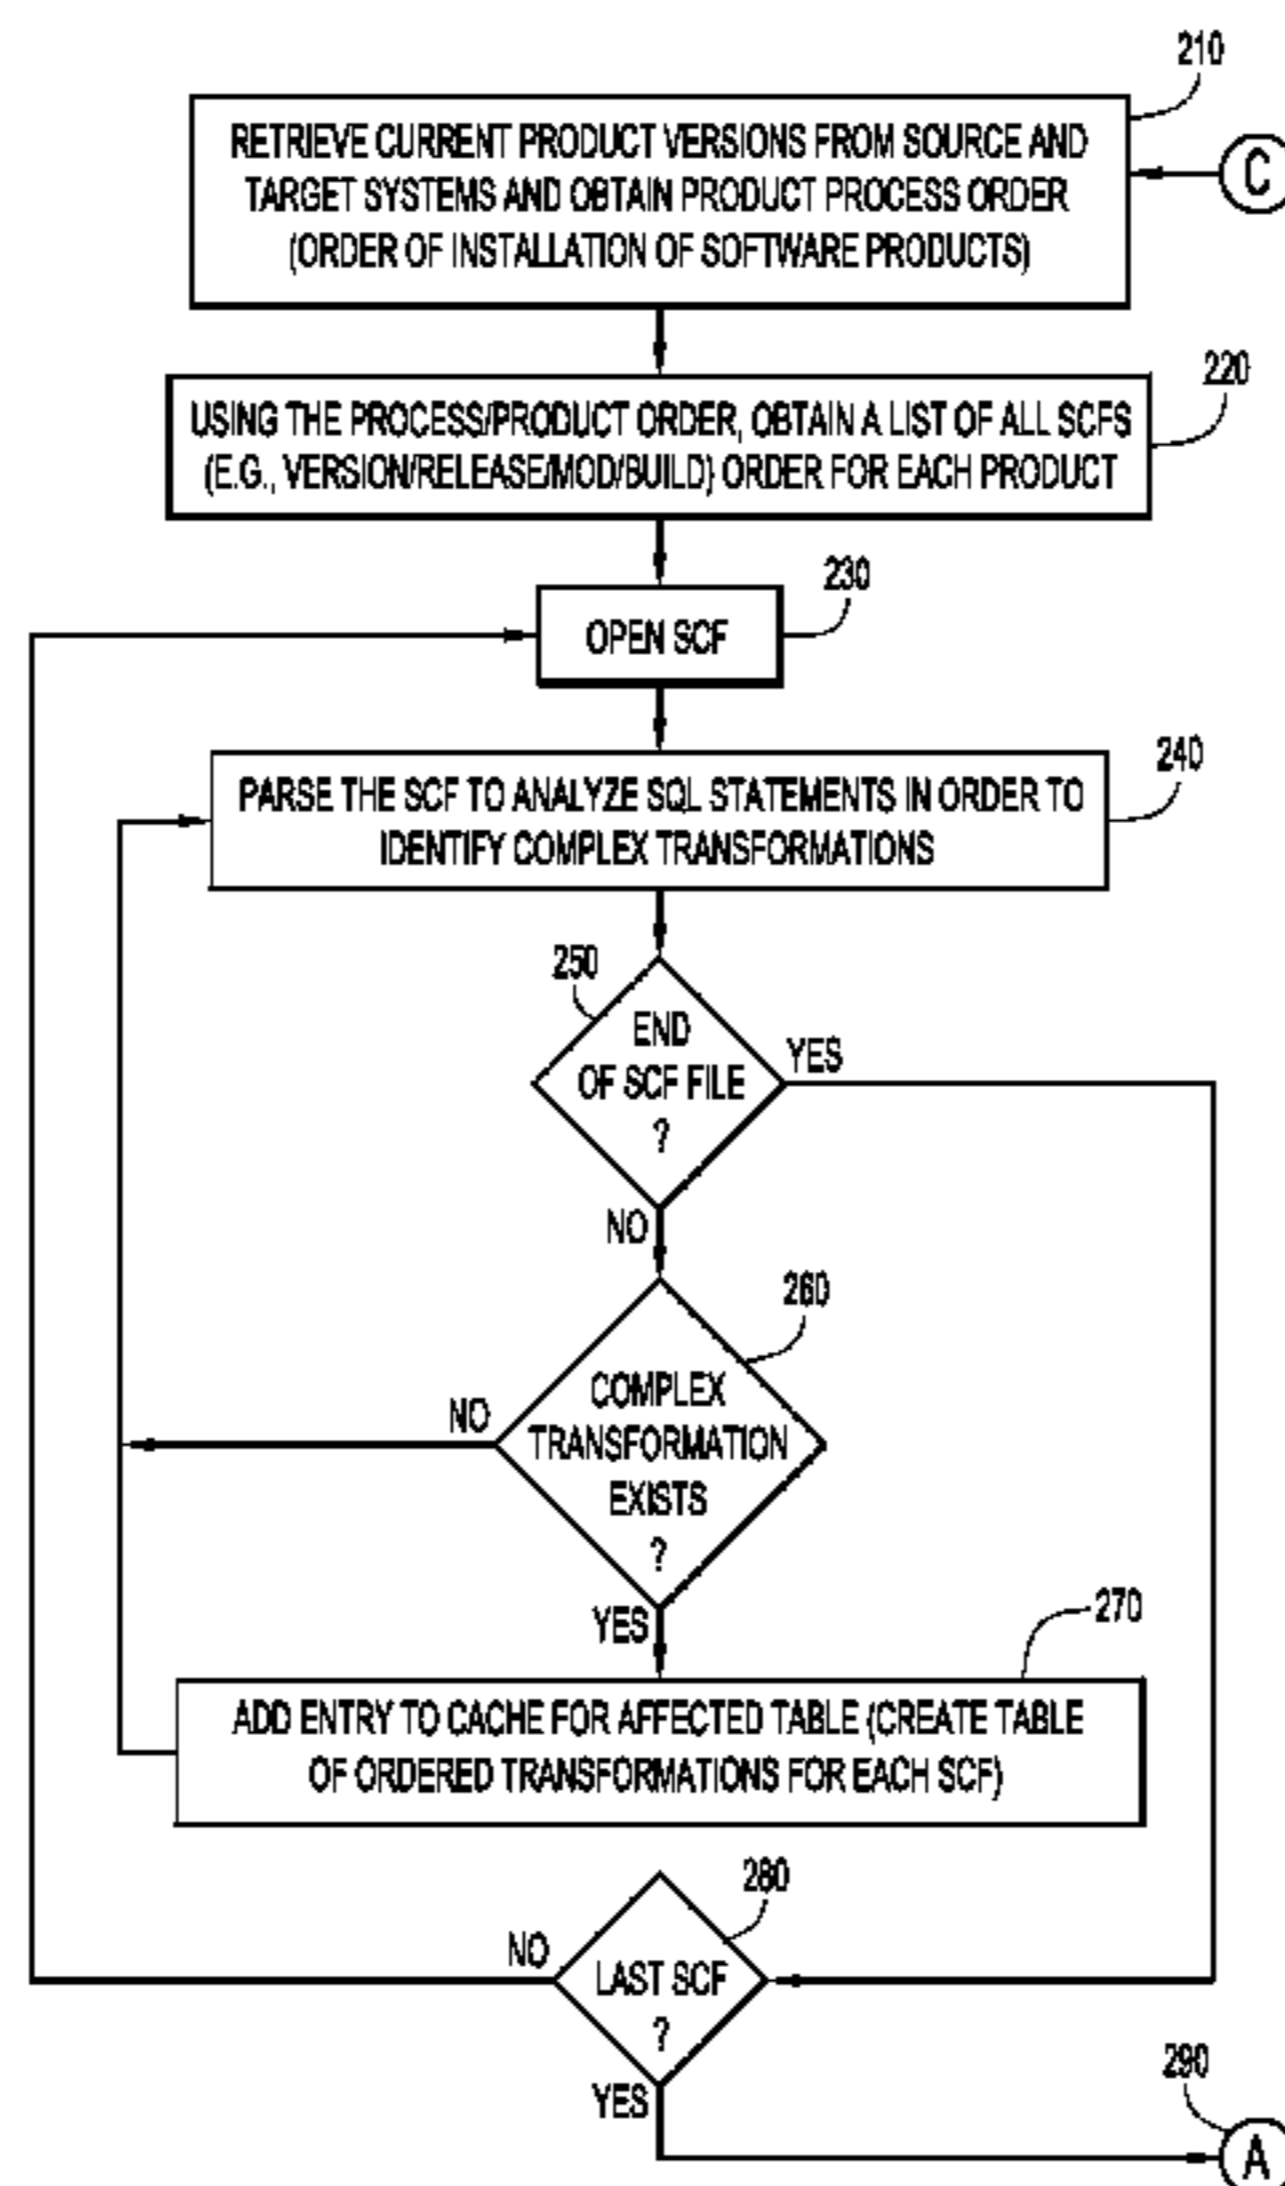 210
RETRIEVE CURRENT PRODUCT VERSIONS FROM SOURCE AND
TARGET SYSTEMS AND OBTAIN PRODUCT PROCESS ORDER
(ORDER OF INSTALLATION OF SOFTWARE PRODUCTS)
C
220
USING THE PROCESS/PRODUCT ORDER, OBTAIN A LIST OF ALL SCFS
(E.G., VERSION/RELEASE/MOD/BUILD) ORDER FOR EACH PRODUCT
230
OPEN SCF
240
PARSE THE SCF TO ANALYZE SQL STATEMENTS IN ORDER TO
IDENTIFY COMPLEX TRANSFORMATIONS
250
END
OF SCF FILE
?
YES
NO
260
COMPLEX
TRANSFORMATION
EXISTS
?
NO
YES
270
ADD ENTRY TO CACHE FOR AFFECTED TABLE (CREATE TABLE
OF ORDERED TRANSFORMATIONS FOR EACH SCF)
280
LAST SCF
?
NO
YES
290
A